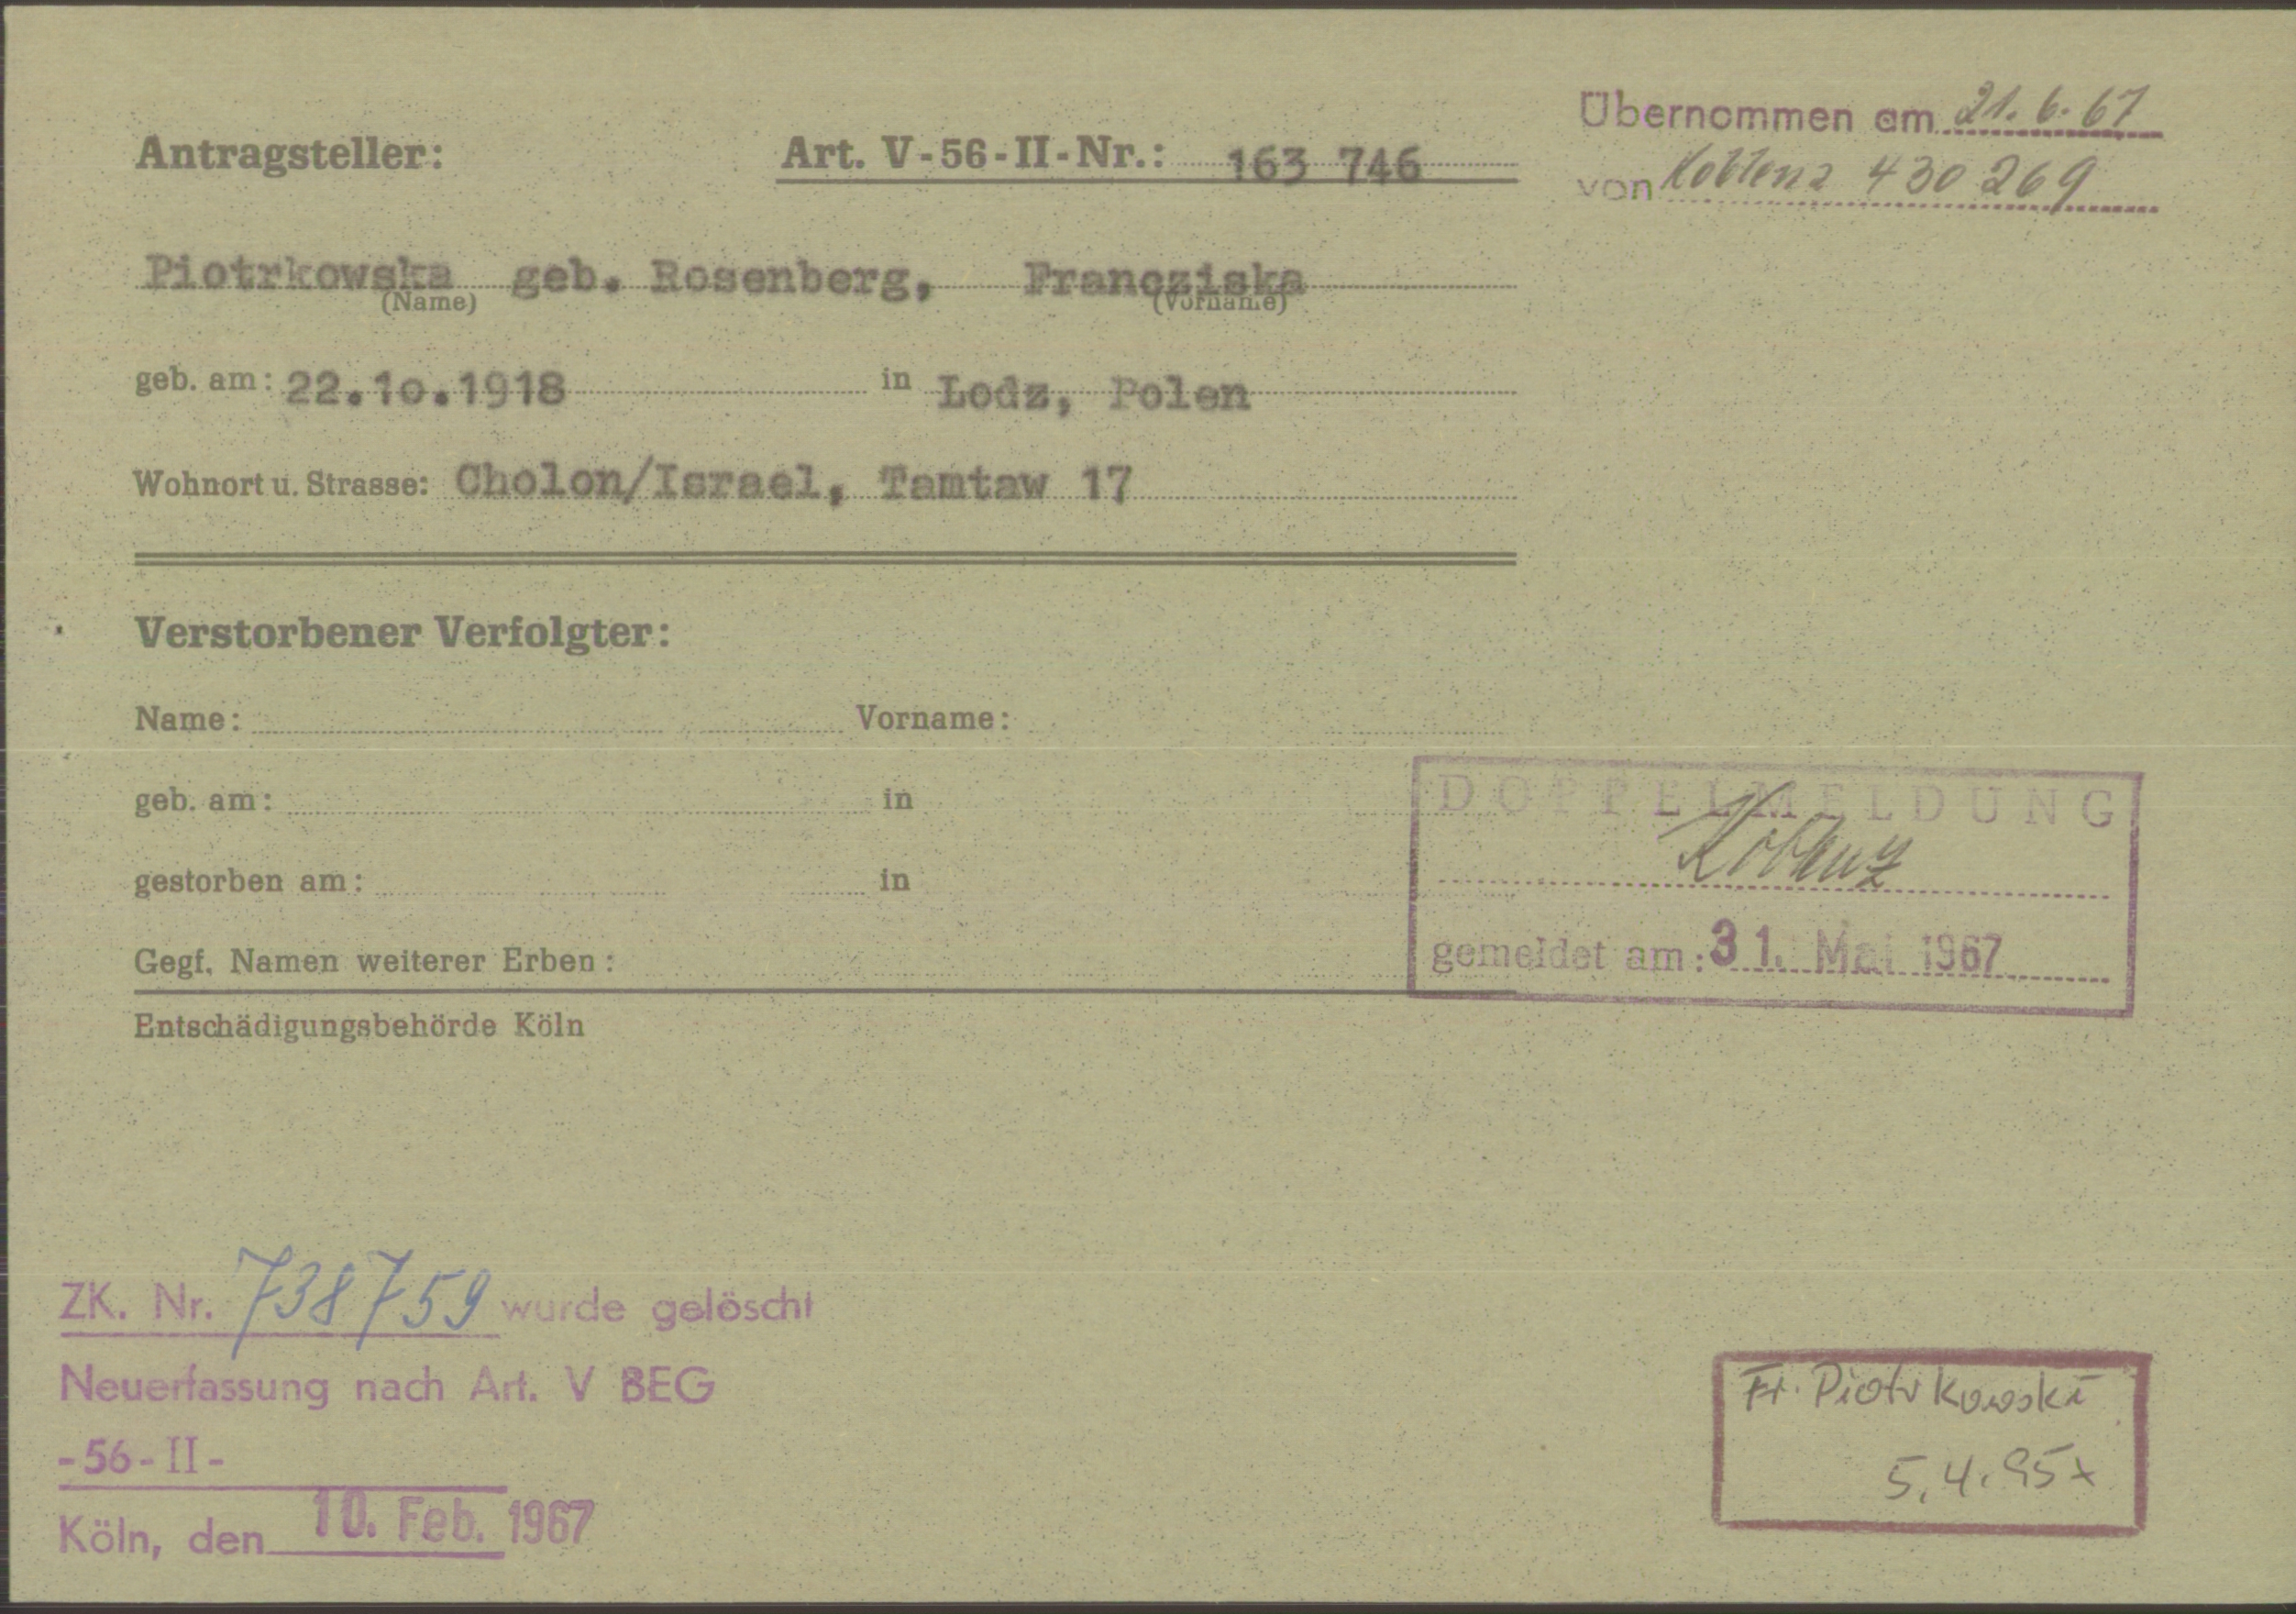 Übernommen am 21.6.67
von Koblenz 430 269
Antragsteller: Art. V-56-II-Nr.: 163 746
Piotrkowska geb. Rosenberg, Francziska
(Name) (Vorname)
geb. am: 22.10.1918 in Lodz, Polen
Wohnort u. Strasse: Cholon/Israel, Tamtaw 17
Verstorbener Verfolgter:
Name: Vorname:
geb. am: in
gestorben am: in
Gegf. Namen weiterer Erben:
Entschädigungsbehörde Köln
DOPPELMELDUNG
Koblenz
gemeldet am: 31. Mai 1967
ZK. Nr. 738759 wurde gelöscht
Neuerfassung nach Art. V BEG
-56-II-
Köln, den 10. Feb. 1967
Fr. Piotrkowski
5.4.95+